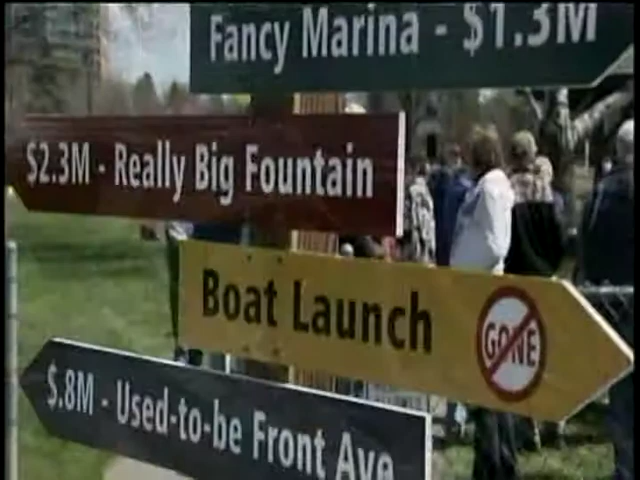 Fancy Marina - $1.3M
$2.3M - Really Big Fountain
Boat Launch
GONE
$.8M - Used-to-be Front Ave